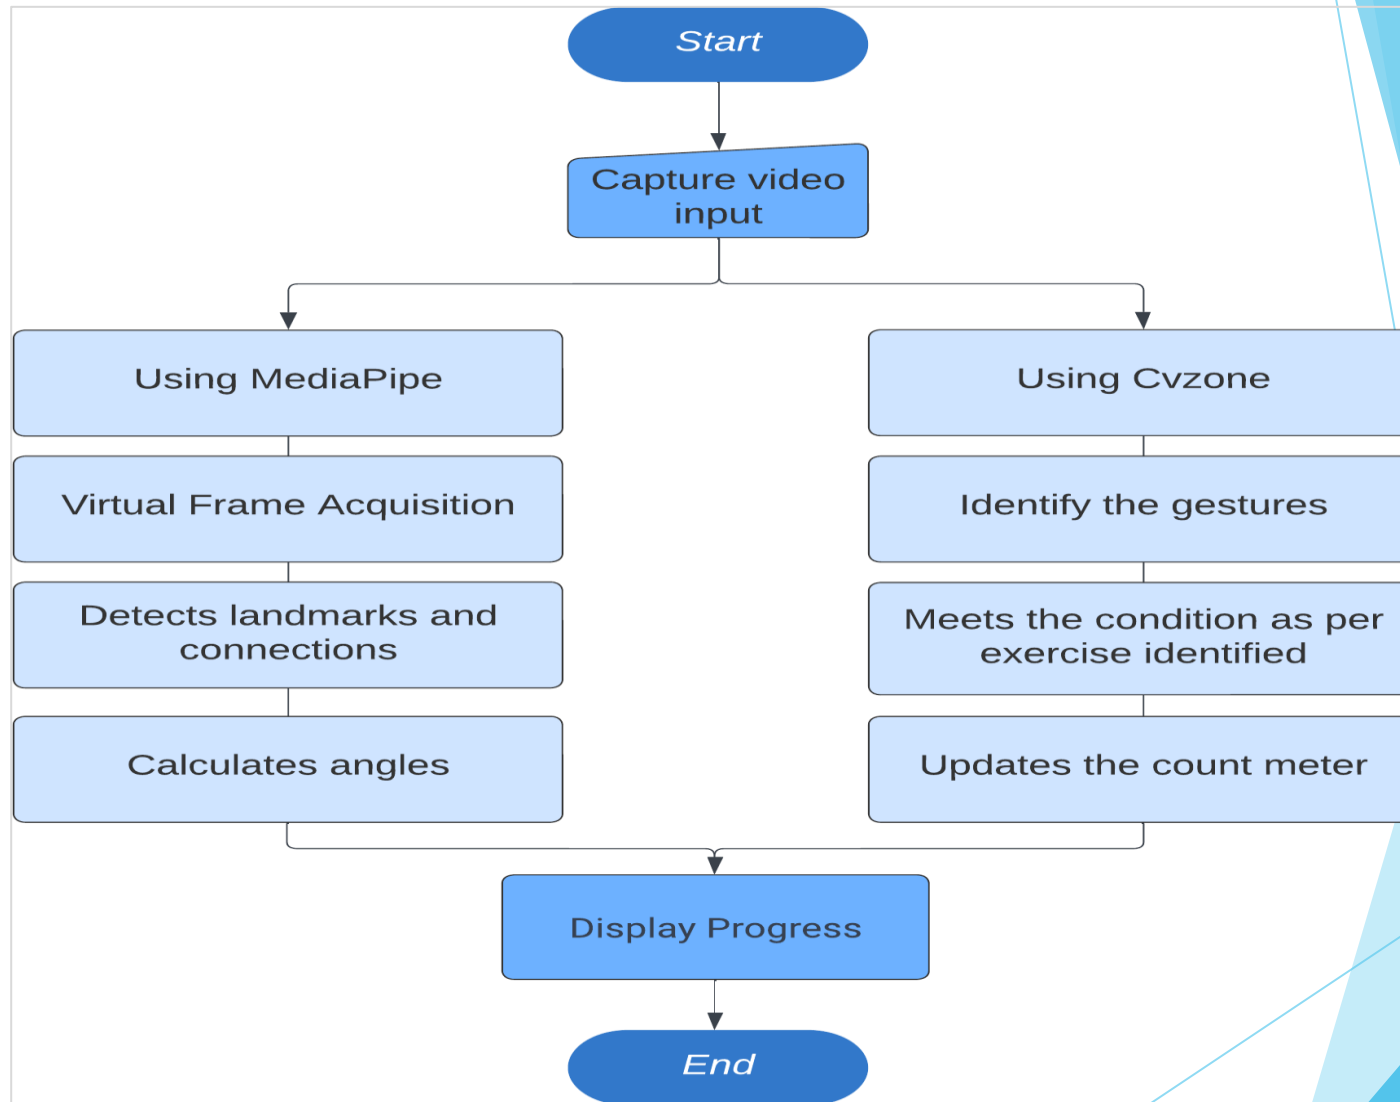 Start
Capture video
input
Using MediaPipe
Virtual Frame Acquisition
Detects landmarks and
connections
Calculates angles
Using Cvzone
Identify the gestures
Meets the condition as per
exercise identified
Updates the count meter
Display Progress
End